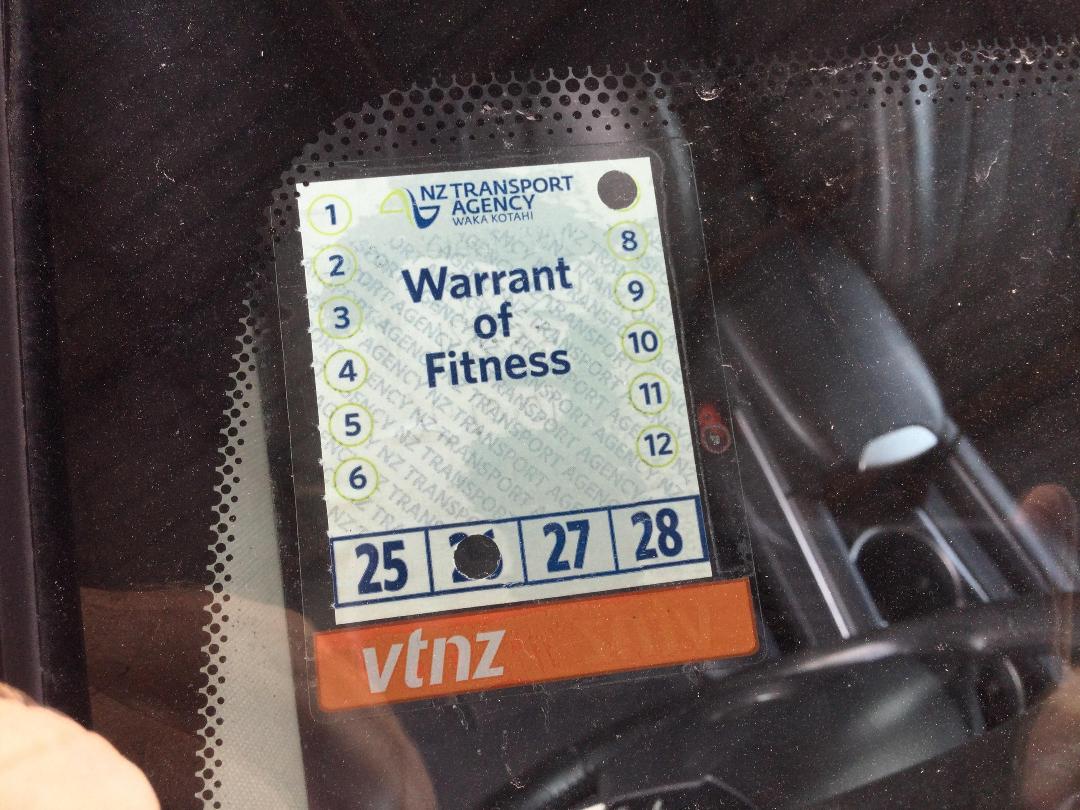 NZ TRANSPORT
AGENCY
WAKA KOTAHI
1
2
3
4
5
6
8
9
10
11
12
Warrant
of
Fitness
25
27
28
vtnz